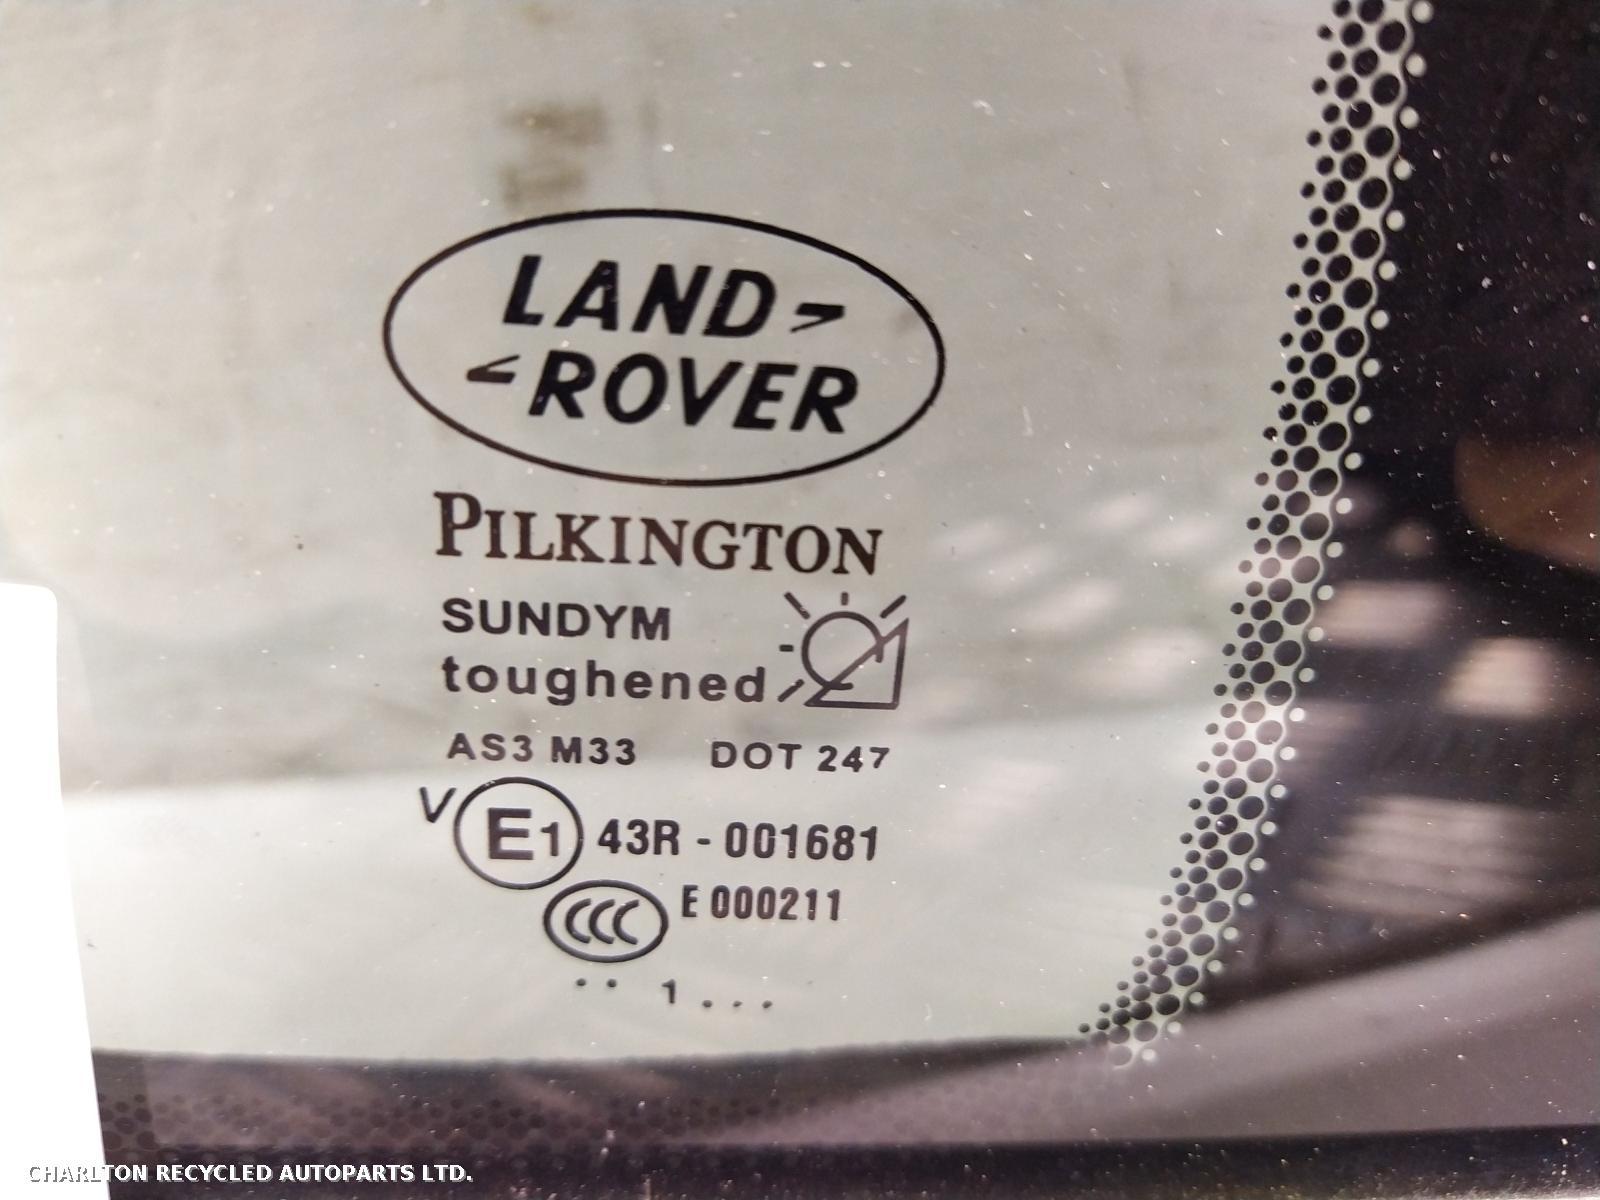 LAND
ROVER
PILKINGTON
SUNDYM
toughened
AS3 M33 DOT 247
V E1 43R - 001681
CCC E 000211
.. 1 ...
CHARLTON RECYCLED AUTOPARTS LTD.